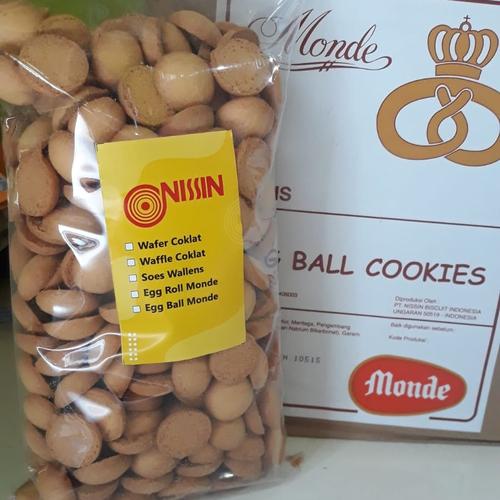 Monde
NISSIN
Wafer Coklat
Waffle Coklat
Soes Wallens
Egg Roll Monde
Egg Ball Monde
BALL COOKIES
Diproduksi Oleh :
PT. NISSIN BISCUIT INDONESIA
UNGARAN 50519 - INDONESIA
Mentega, Pengembang
Natrium Bikarbonat), Garam
Baik digunakan sebelum:
Kode Produksi:
10515
Monde